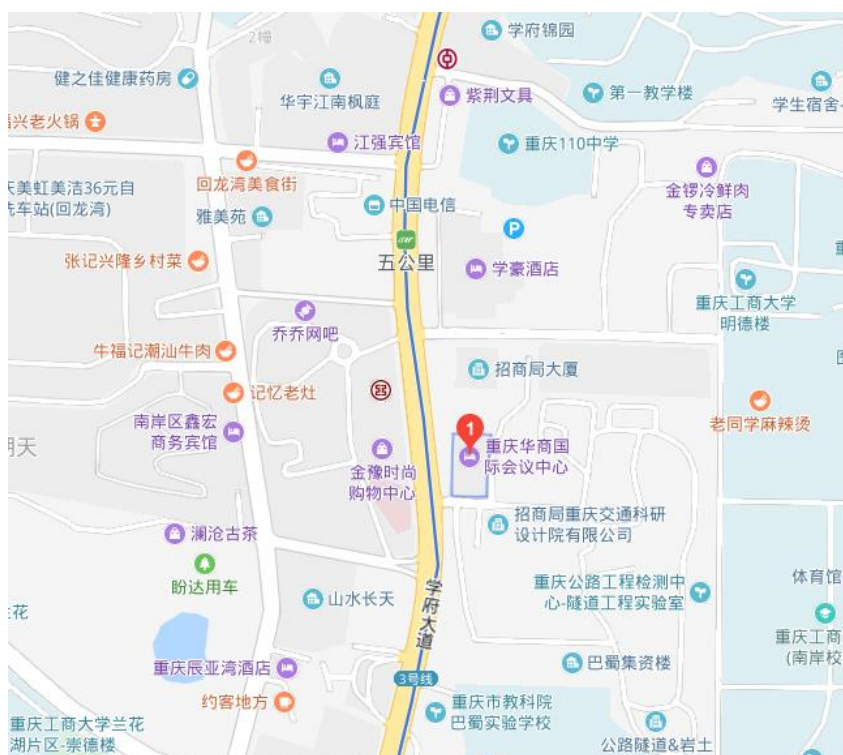 学府锦园
2幢
健之佳健康药房
华宇江南枫庭
紫荆文具
第一教学楼
学生宿舍-
兴老火锅
江强宾馆
重庆110中学
回龙湾美食街
金锣冷鲜肉
专卖店
庆美虹美洁36元自
洗车站(回龙湾)
雅美苑
中国电信
P
五公里
张记兴隆乡村菜
学豪酒店
重庆工商大学
明德楼
乔乔网吧
牛福记潮汕牛肉
招商局大厦
记忆老灶
老同学麻辣烫
南岸区鑫宏
商务宾馆
1
重庆华商国
际会议中心
天
金豫时尚
购物中心
澜沧古茶
招商局重庆交通科研
设计院有限公司
盼达用车
学府大道
山水长天
重庆公路工程检测中
心-隧道工程实验室
体育馆
兰花
重庆工商
(南岸校
重庆辰亚湾酒店
巴蜀集资楼
3号线
约客地方
重庆市教科院
巴蜀实验学校
重庆工商大学兰花
湖片区-崇德楼
公路隧道&岩土